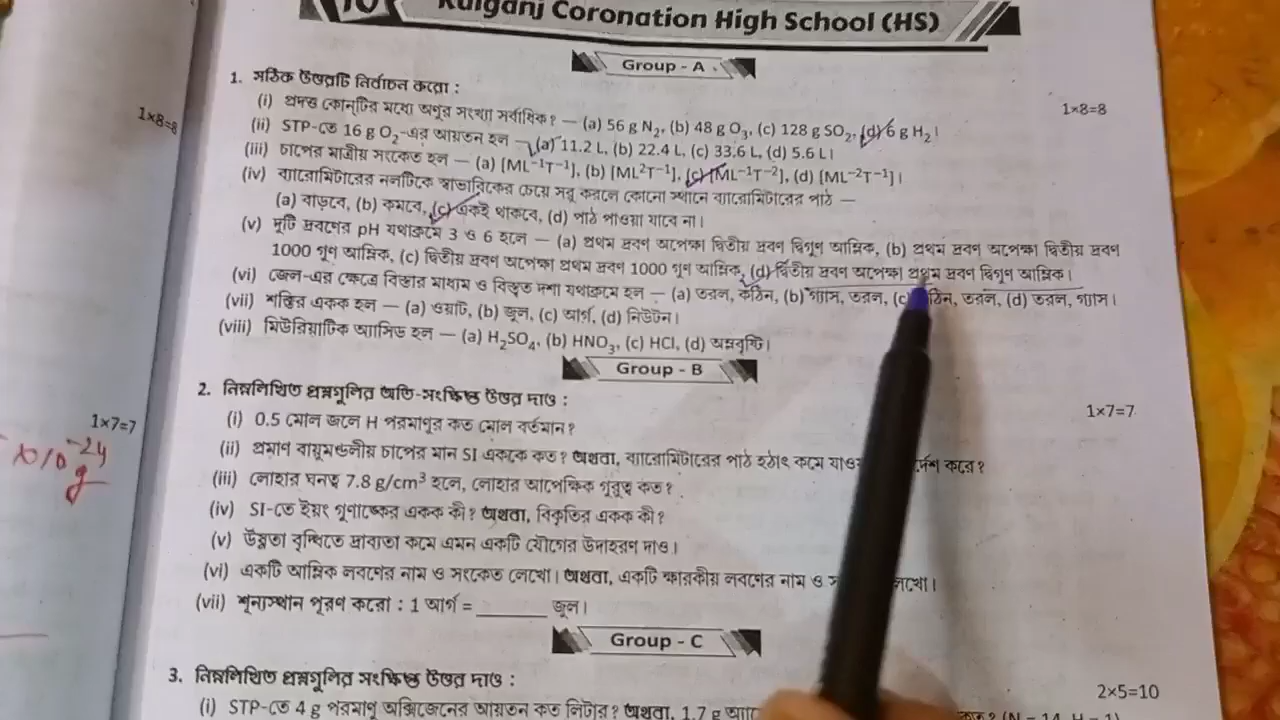 10 Raiganj Coronation High School (HS)
Group - A
1. সঠিক উত্তরটি নির্বাচন করো :
1×8=8
1×8=8
(i) প্রদত্ত কোন্‌টির মধ্যে অণুর সংখ্যা সর্বাধিক? — (a) 56 g N₂, (b) 48 g O₃, (c) 128 g SO₂, (d) 6 g H₂।
(ii) STP-তে 16 g O₂-এর আয়তন হল — (a) 11.2 L, (b) 22.4 L, (c) 33.6 L, (d) 5.6 L।
(iii) চাপের মাত্রীয় সংকেত হল — (a) [ML⁻¹T⁻¹], (b) [ML²T⁻¹], (c) [ML⁻¹T⁻²], (d) [ML⁻²T⁻¹]।
(iv) ব্যারোমিটারের নলটিকে স্বাভাবিকের চেয়ে সরু করলে কোনো স্থানে ব্যারোমিটারের পাঠ —
(a) বাড়বে, (b) কমবে, (c) একই থাকবে, (d) পাঠ পাওয়া যাবে না।
(v) দুটি দ্রবণের pH যথাক্রমে 3 ও 6 হলে — (a) প্রথম দ্রবণ অপেক্ষা দ্বিতীয় দ্রবণ দ্বিগুণ আম্লিক, (b) প্রথম দ্রবণ অপেক্ষা দ্বিতীয় দ্রবণ
1000 গুণ আম্লিক, (c) দ্বিতীয় দ্রবণ অপেক্ষা প্রথম দ্রবণ 1000 গুণ আম্লিক, (d) দ্বিতীয় দ্রবণ অপেক্ষা প্রথম দ্রবণ দ্বিগুণ আম্লিক।
(vi) জেল-এর ক্ষেত্রে বিস্তার মাধ্যম ও বিস্তৃত দশা যথাক্রমে হল — (a) তরল, কঠিন, (b) গ্যাস, তরল, (c) কঠিন, তরল, (d) তরল, গ্যাস।
(vii) শক্তির একক হল — (a) ওয়াট, (b) জুল, (c) আর্গ, (d) নিউটন।
(viii) মিউরিয়াটিক অ্যাসিড হল — (a) H₂SO₄, (b) HNO₃, (c) HCl, (d) অম্লবৃষ্টি।
Group - B
2. নিম্নলিখিত প্রশ্নগুলির অতি-সংক্ষিপ্ত উত্তর দাও :
1×7=7
1×7=7
(i) 0.5 মোল জলে H পরমাণুর কত মোল বর্তমান?
(ii) প্রমাণ বায়ুমণ্ডলীয় চাপের মান SI এককে কত? অথবা, ব্যারোমিটারের পাঠ হঠাৎ কমে করে?
×10⁻²⁴ g
(iii) লোহার ঘনত্ব 7.8 g/cm³ হলে, লোহার আপেক্ষিক গুরুত্ব কত?
(iv) SI-তে ইয়ং গুণাঙ্কের একক কী? অথবা, বিকৃতির একক কী?
(v) উষ্ণতা বৃদ্ধিতে দ্রাব্যতা কমে এমন একটি যৌগের উদাহরণ দাও।
(vi) একটি আম্লিক লবণের নাম ও সংকেত লেখো। অথবা, একটি ক্ষারকীয় লবণের নাম ও লেখো।
(vii) শূন্যস্থান পূরণ করো : 1 আর্গ = ______ জুল।
Group - C
3. নিম্নলিখিত প্রশ্নগুলির সংক্ষিপ্ত উত্তর দাও :
2×5=10
(i) STP-তে 4 g পরমাণু অক্সিজেনের আয়তন কত লিটার? অথবা, 1.7 g